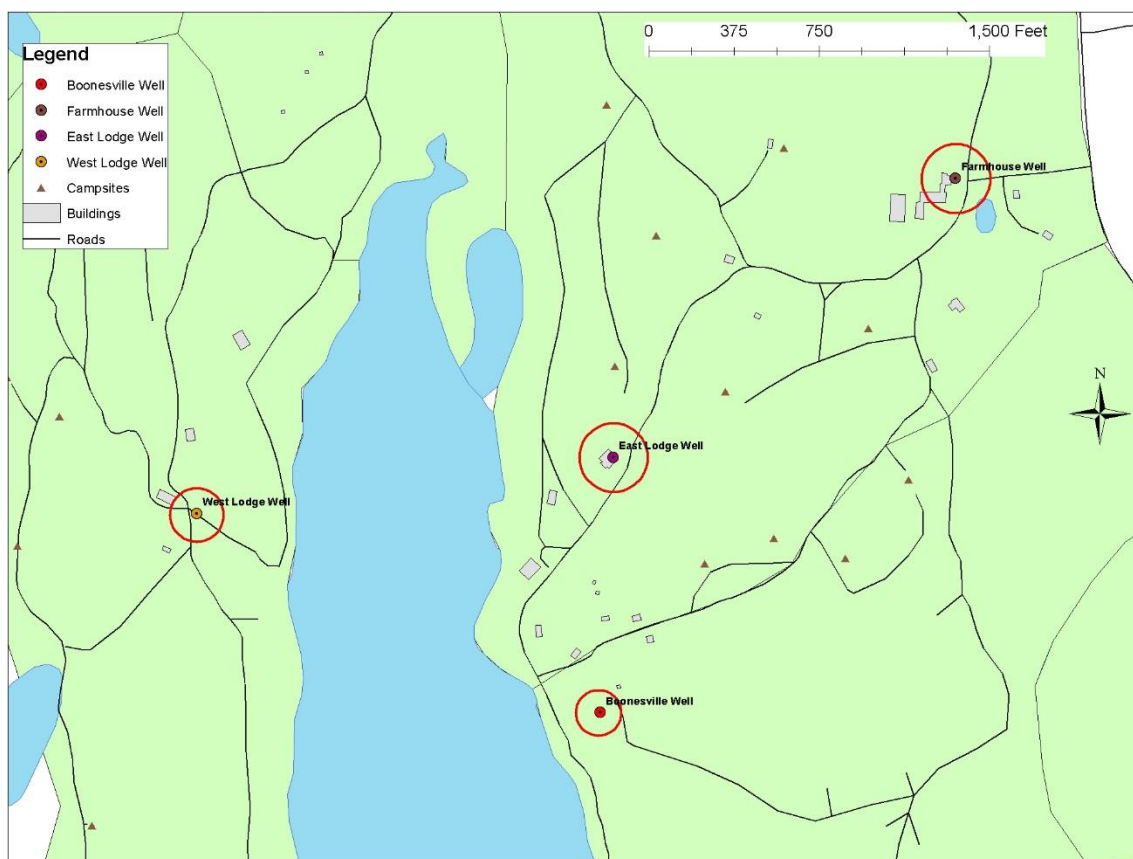 0 375 750 1,500 Feet
Legend
Boonesville Well
Farmhouse Well
East Lodge Well
West Lodge Well
Campsites
Buildings
Roads
Farmhouse Well
N
East Lodge Well
West Lodge Well
Boonesville Well